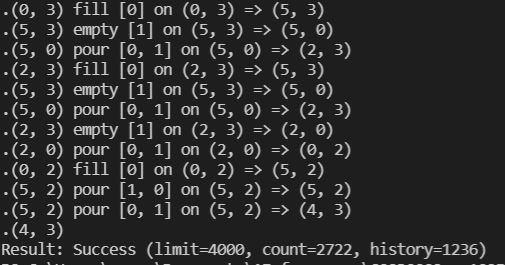 .(0, 3) fill [0] on (0, 3) => (5, 3)
.(5, 3) empty [1] on (5, 3) => (5, 0)
.(5, 0) pour [0, 1] on (5, 0) => (2, 3)
.(2, 3) fill [0] on (2, 3) => (5, 3)
.(5, 3) empty [1] on (5, 3) => (5, 0)
.(5, 0) pour [0, 1] on (5, 0) => (2, 3)
.(2, 3) empty [1] on (2, 3) => (2, 0)
.(2, 0) pour [0, 1] on (2, 0) => (0, 2)
.(0, 2) fill [0] on (0, 2) => (5, 2)
.(5, 2) pour [1, 0] on (5, 2) => (5, 2)
.(5, 2) pour [0, 1] on (5, 2) => (4, 3)
.(4, 3)
Result: Success (limit=4000, count=2722, history=1236)